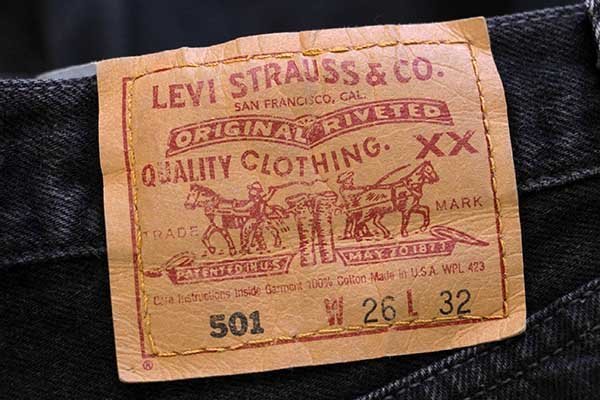 LEVI STRAUSS & CO.
SAN FRANCISCO, CAL.
ORIGINAL RIVETED
QUALITY CLOTHING. XX
TRADE MARK
PATENTED IN U.S. MAY 20 1873
Care Instructions Inside Garment 100% Cotton Made in U.S.A. WPL 423
501 W 26 L 32
®